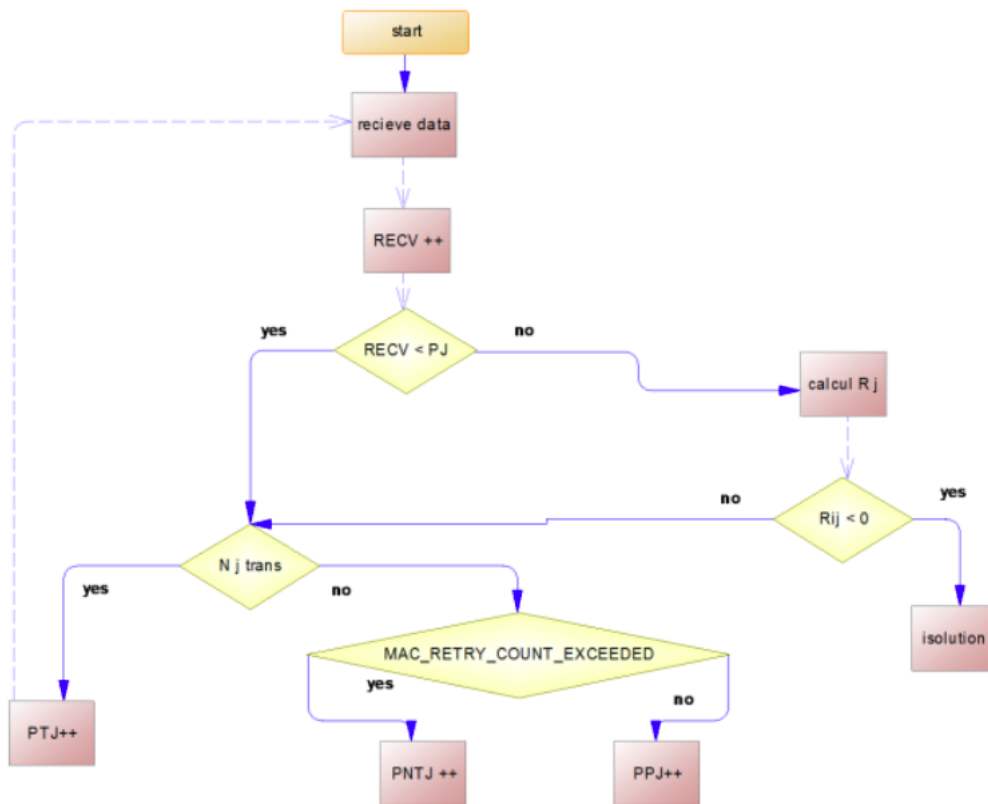 start
recieve data
RECV ++
yes
no
RECV < PJ
calcul R j
no
yes
Rij < 0
N j trans
yes
no
isolution
MAC_RETRY_COUNT_EXCEEDED
yes
no
PTJ++
PNTJ ++
PPJ++